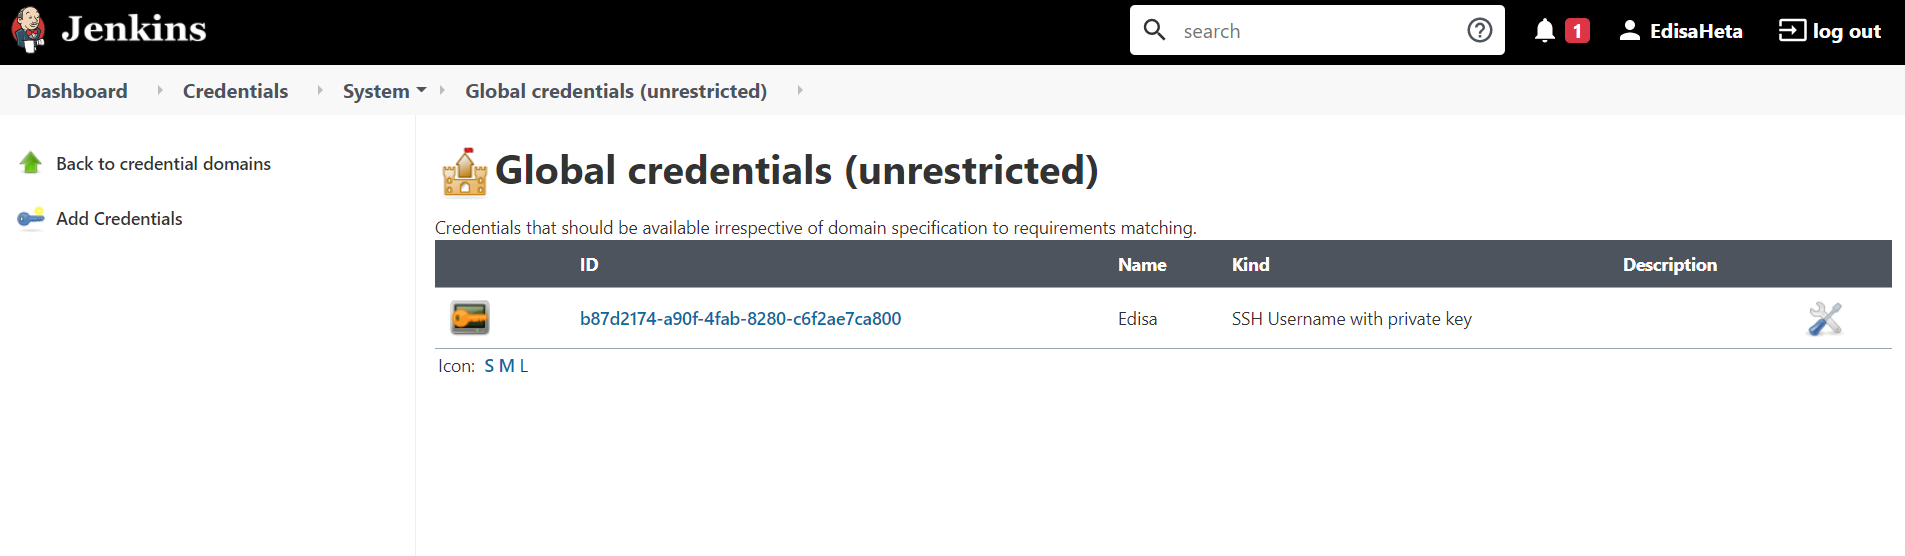 Jenkins
search
1
EdisaHeta
log out
Dashboard Credentials System Global credentials (unrestricted)
Back to credential domains
Add Credentials
Global credentials (unrestricted)
Credentials that should be available irrespective of domain specification to requirements matching.
ID Name Kind Description
b87d2174-a90f-4fab-8280-c6f2ae7ca800 Edisa SSH Username with private key
Icon: S M L